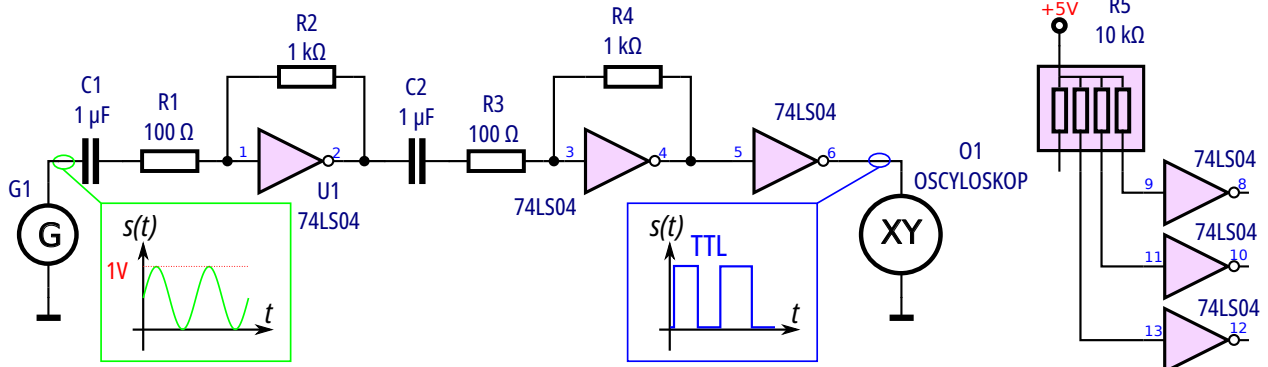 C1
1 μF
R1
100 Ω
R2
1 kΩ
1
2
U1
74LS04
C2
1 μF
R3
100 Ω
R4
1 kΩ
3
4
74LS04
74LS04
5
6
O1
OSCYLOSKOP
XY
G1
G
s(t)
1V
t
s(t)
TTL
t
+5V
R5
10 kΩ
74LS04
9
8
74LS04
11
10
74LS04
13
12